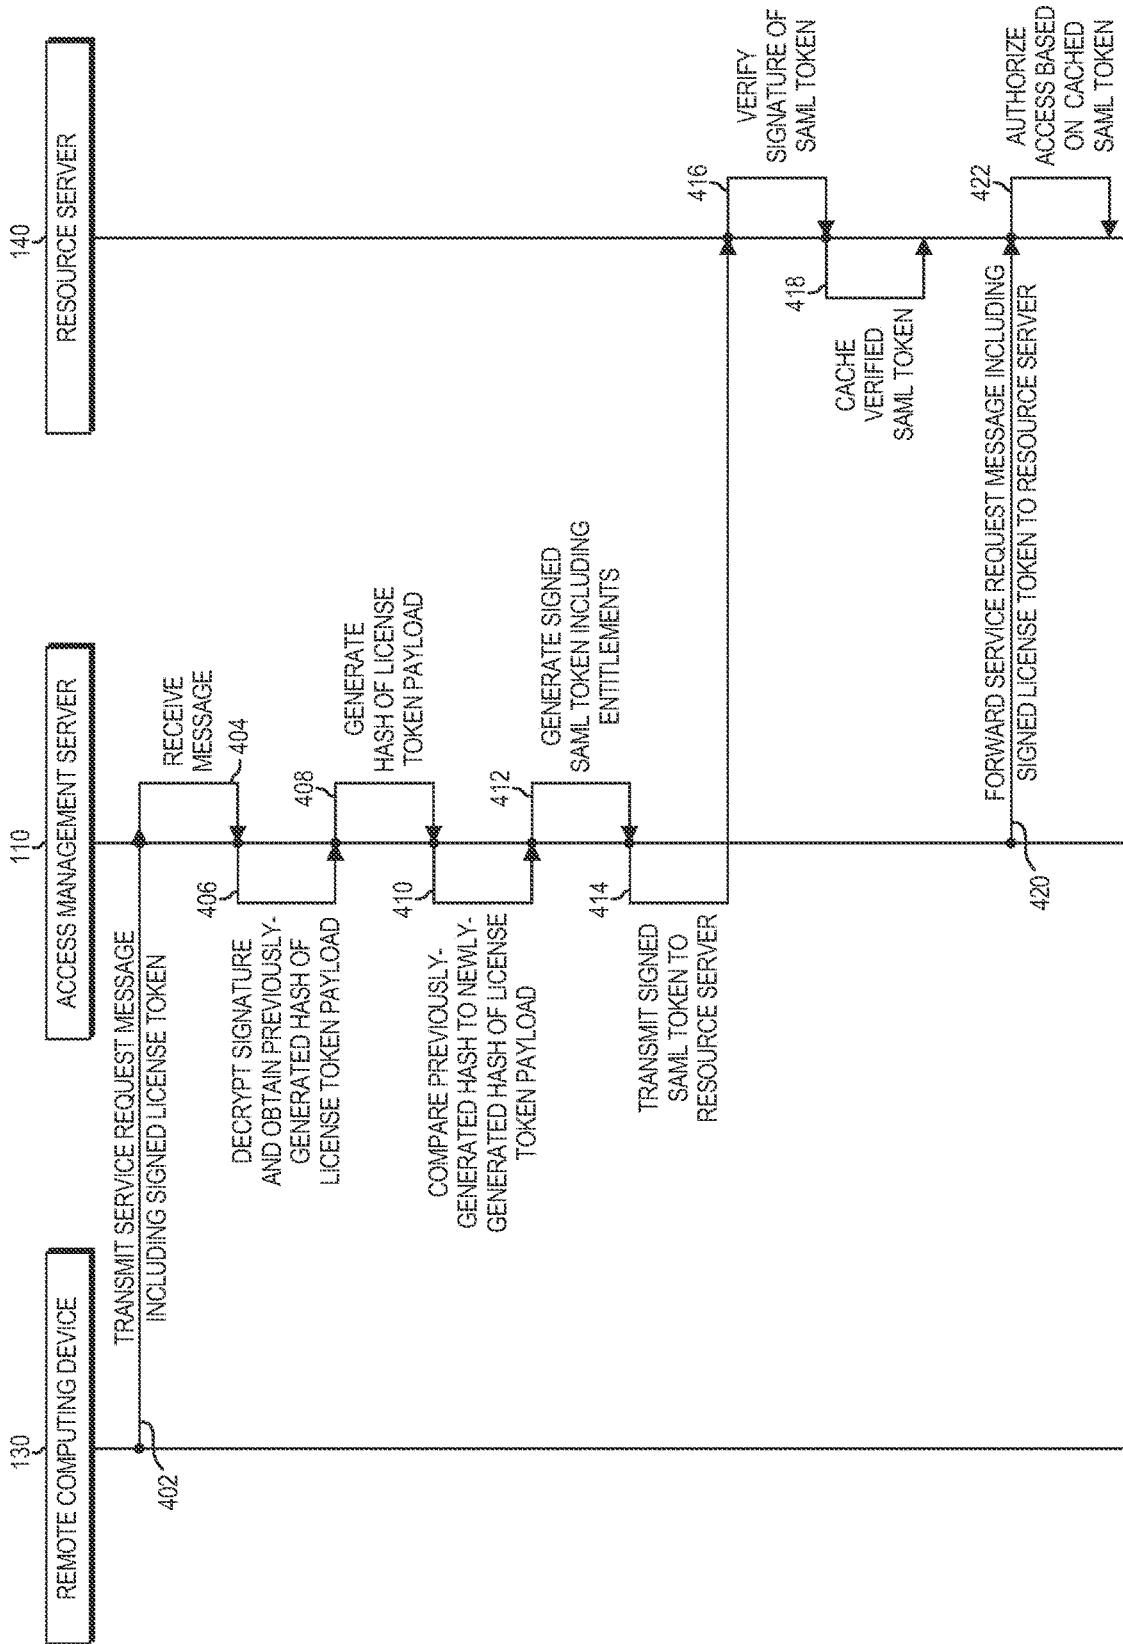 130
REMOTE COMPUTING DEVICE
110
ACCESS MANAGEMENT SERVER
140
RESOURCE SERVER
TRANSMIT SERVICE REQUEST MESSAGE
INCLUDING SIGNED LICENSE TOKEN
402
RECEIVE
MESSAGE
404
406
DECRYPT SIGNATURE
AND OBTAIN PREVIOUSLY-
GENERATED HASH OF
LICENSE TOKEN PAYLOAD
408
GENERATE
HASH OF LICENSE
TOKEN PAYLOAD
410
COMPARE PREVIOUSLY-
GENERATED HASH TO NEWLY-
GENERATED HASH OF LICENSE
TOKEN PAYLOAD
412
GENERATE SIGNED
SAML TOKEN INCLUDING
ENTITLEMENTS
414
TRANSMIT SIGNED
SAML TOKEN TO
RESOURCE SERVER
416
VERIFY
SIGNATURE OF
SAML TOKEN
418
CACHE
VERIFIED
SAML TOKEN
FORWARD SERVICE REQUEST MESSAGE INCLUDING
SIGNED LICENSE TOKEN TO RESOURCE SERVER
420
422
AUTHORIZE
ACCESS BASED
ON CACHED
SAML TOKEN